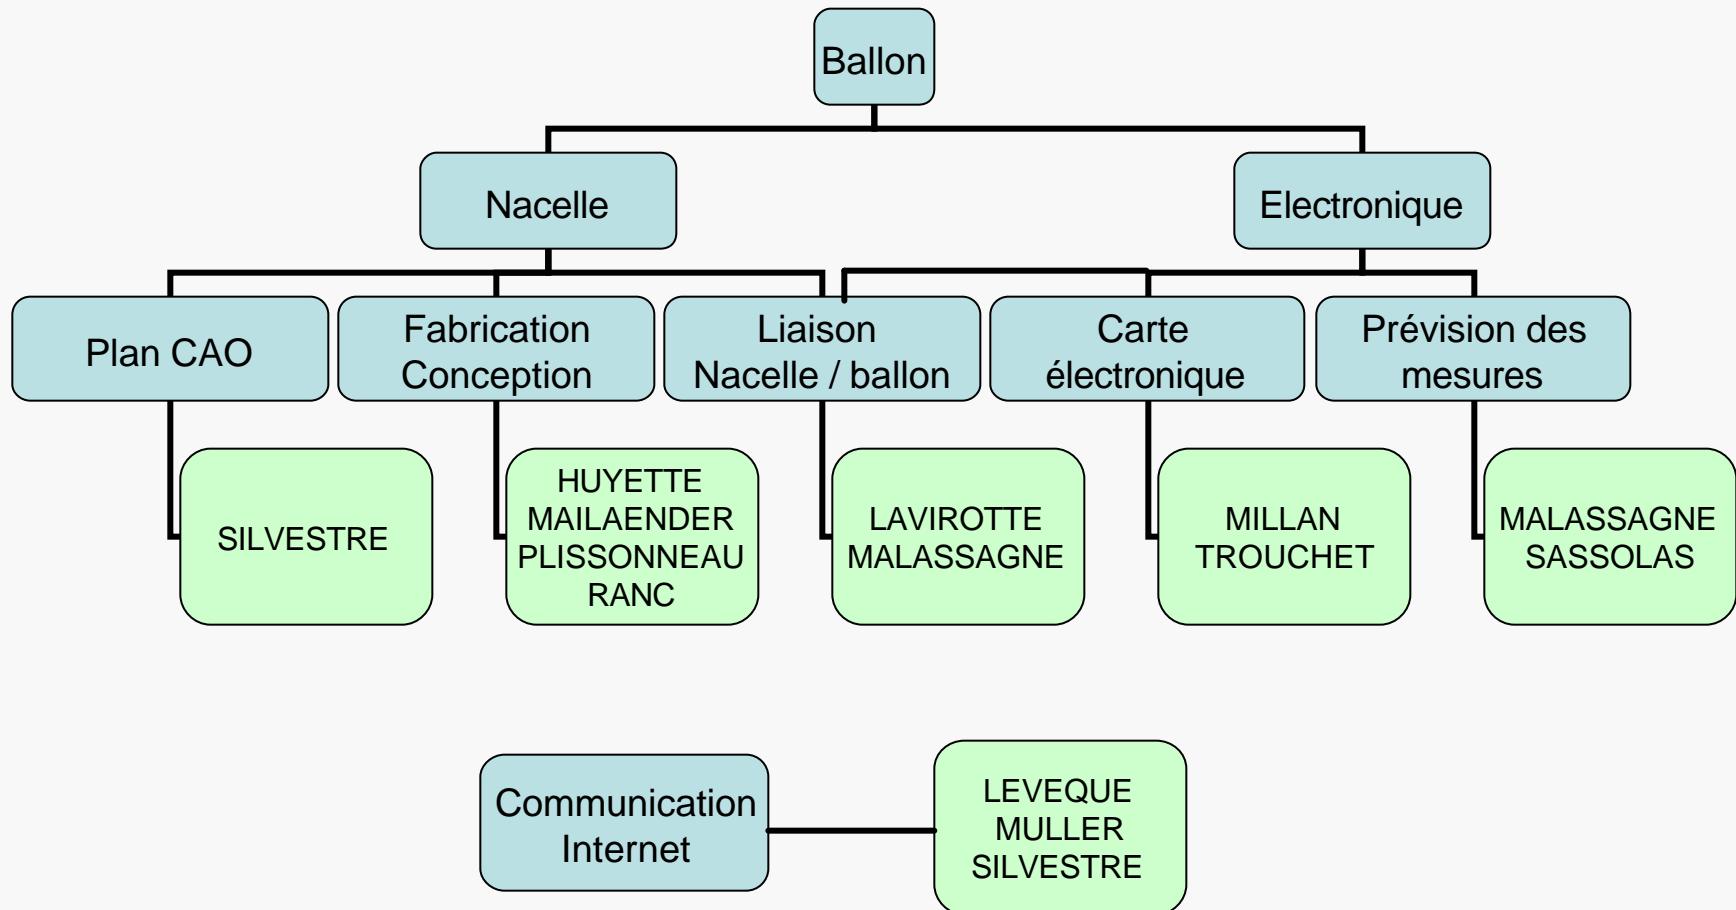 Ballon
Nacelle
Electronique
Plan CAO
Fabrication
Conception
Liaison
Nacelle / ballon
Carte
électronique
Prévision des
mesures
SILVESTRE
HUYETTE
MAILAENDER
PLISSONNEAU
RANC
LAVIROTTE
MALASSAGNE
MILLAN
TROUCHET
MALASSAGNE
SASSOLAS
Communication
Internet
LEVEQUE
MULLER
SILVESTRE